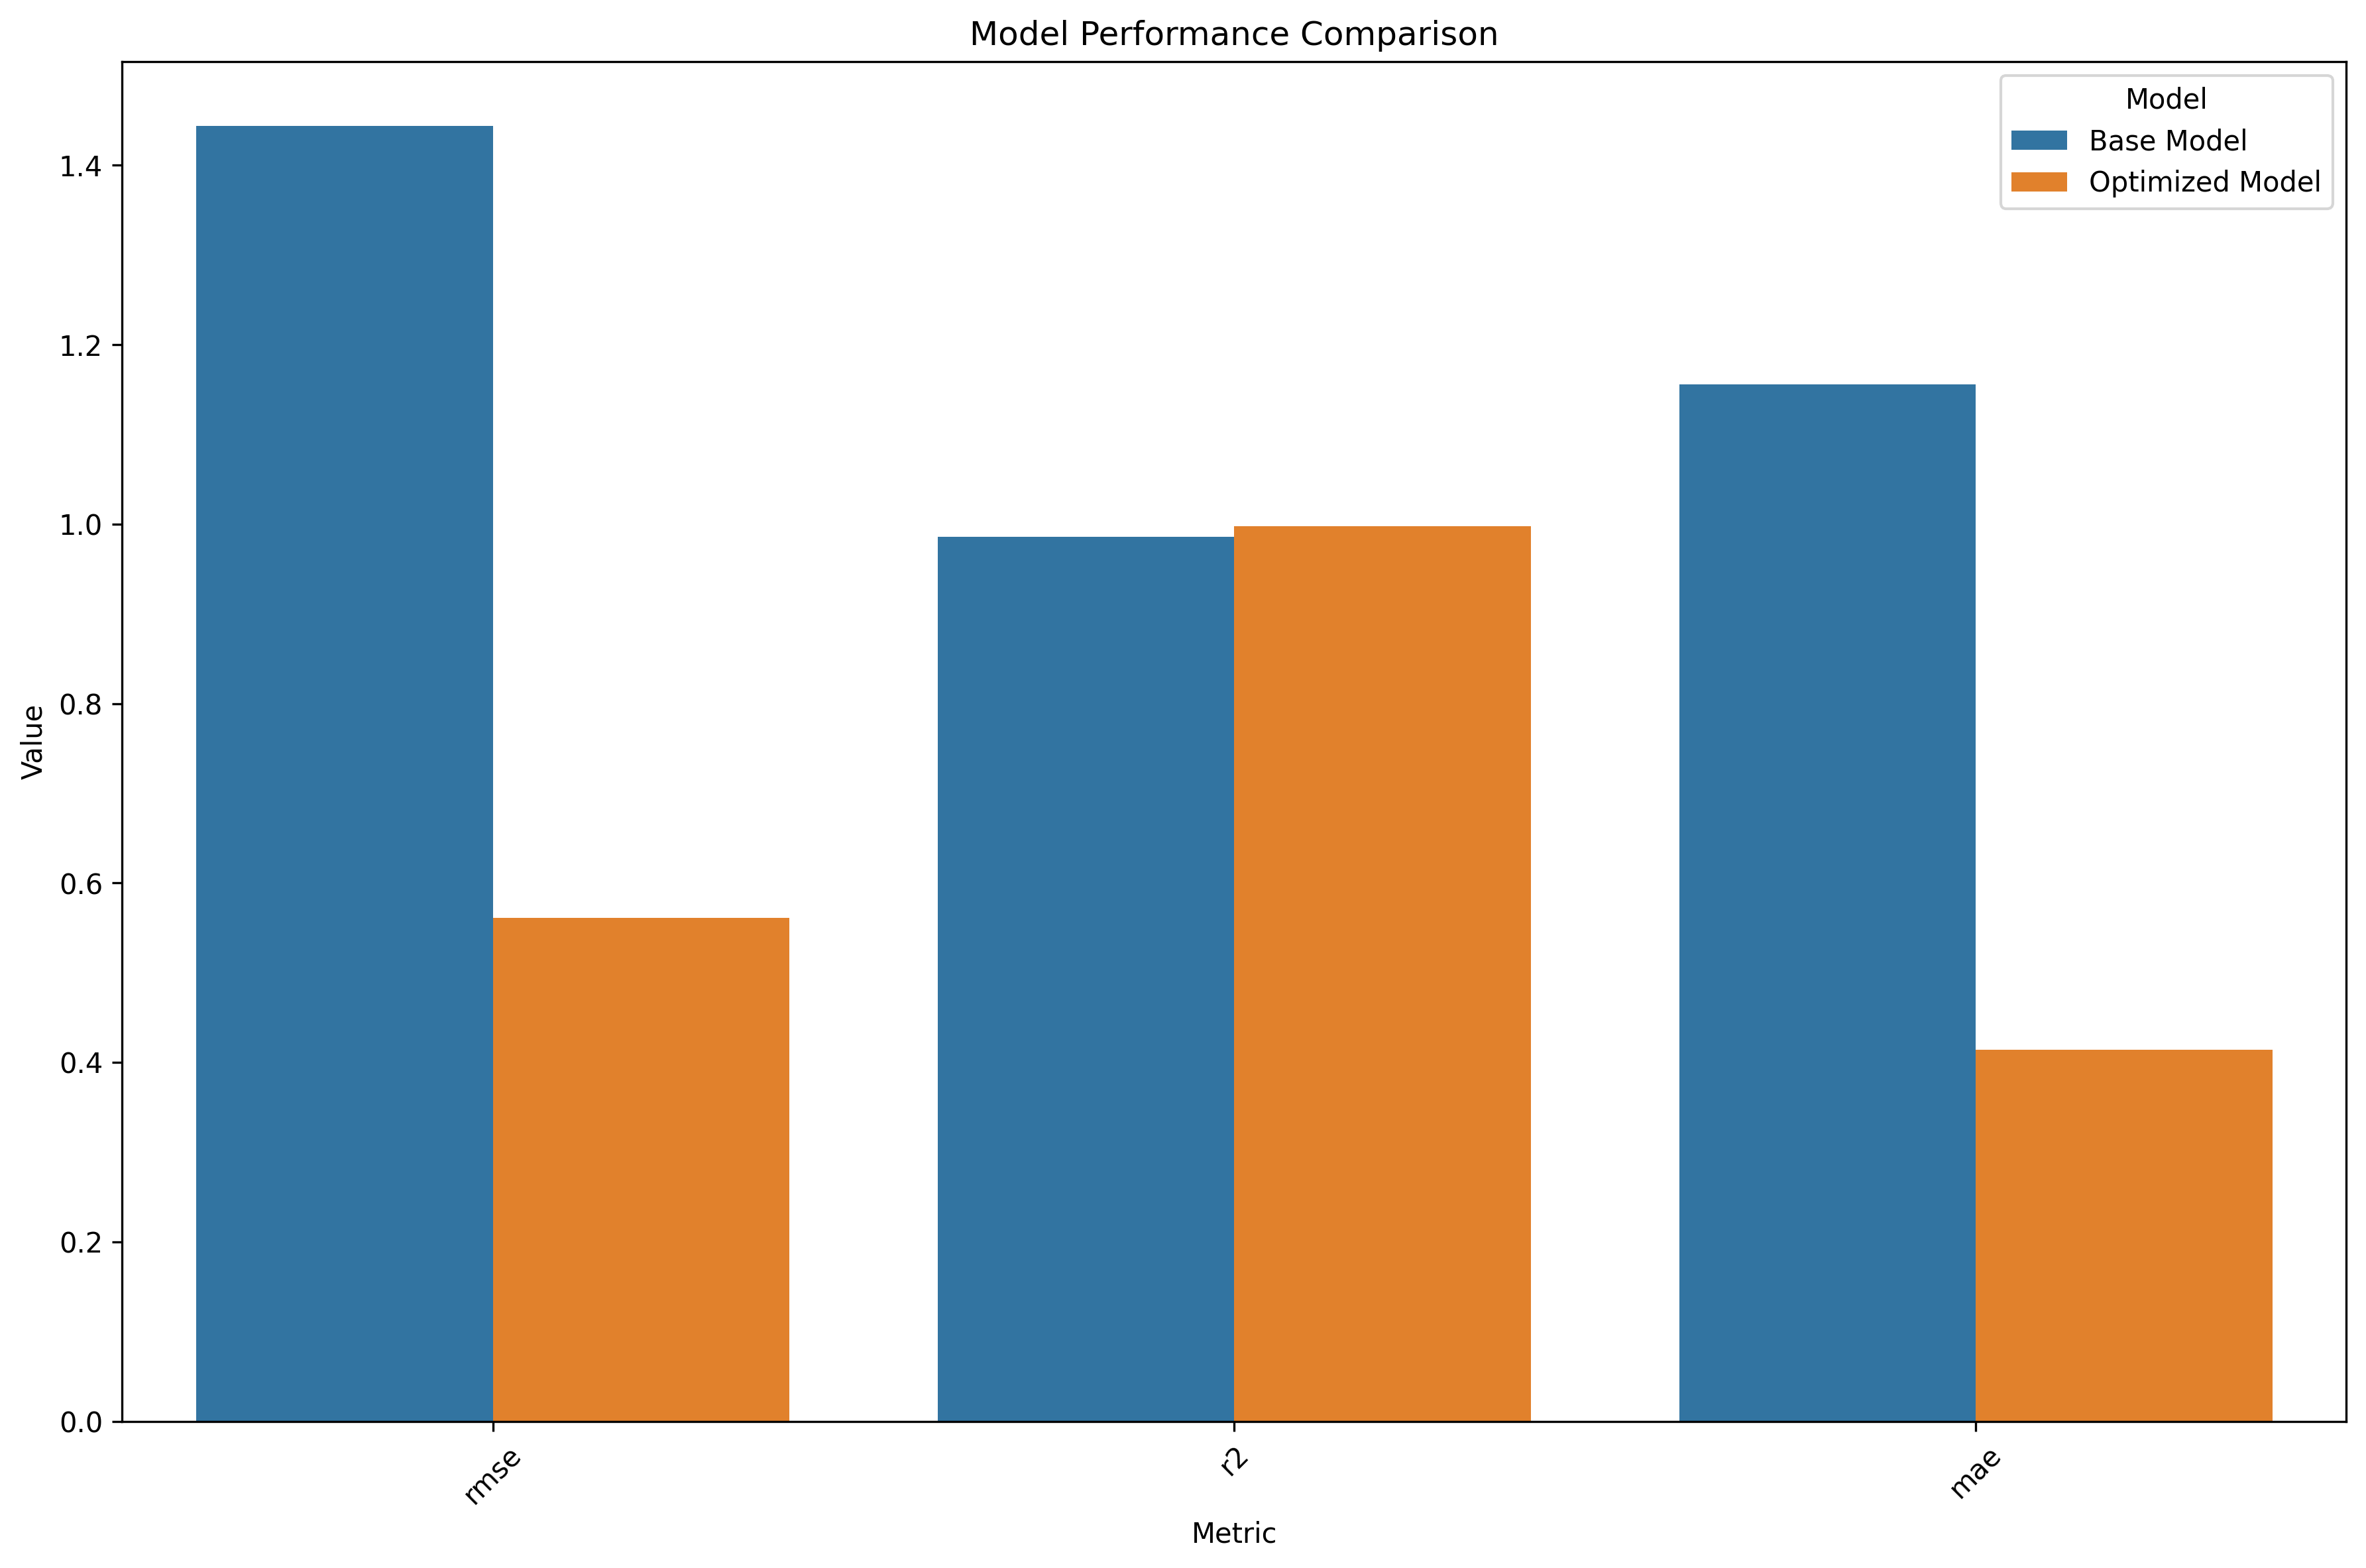 Model Performance Comparison
Model
Base Model
Optimized Model
Value
1.4
1.2
1.0
0.8
0.6
0.4
0.2
0.0
rmse
r2
mae
Metric